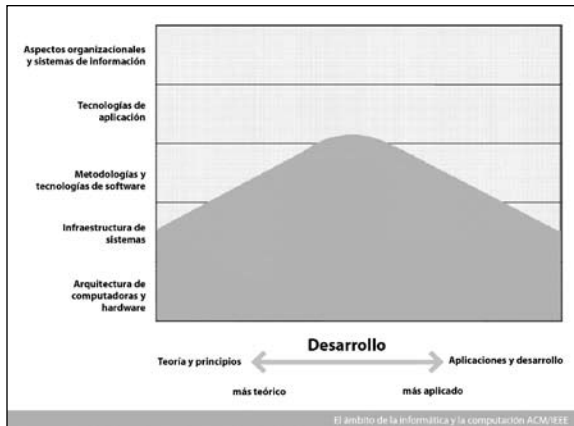 Aspectos organizacionales
y sistemas de información
Tecnologías de
aplicación
Metodologías y
tecnologías de software
Infraestructura de
sistemas
Arquitectura de
computadoras y
hardware
Desarrollo
Teoría y principios
Aplicaciones y desarrollo
más teórico
más aplicado
El ámbito de la informática y la computación ACM/IEEE